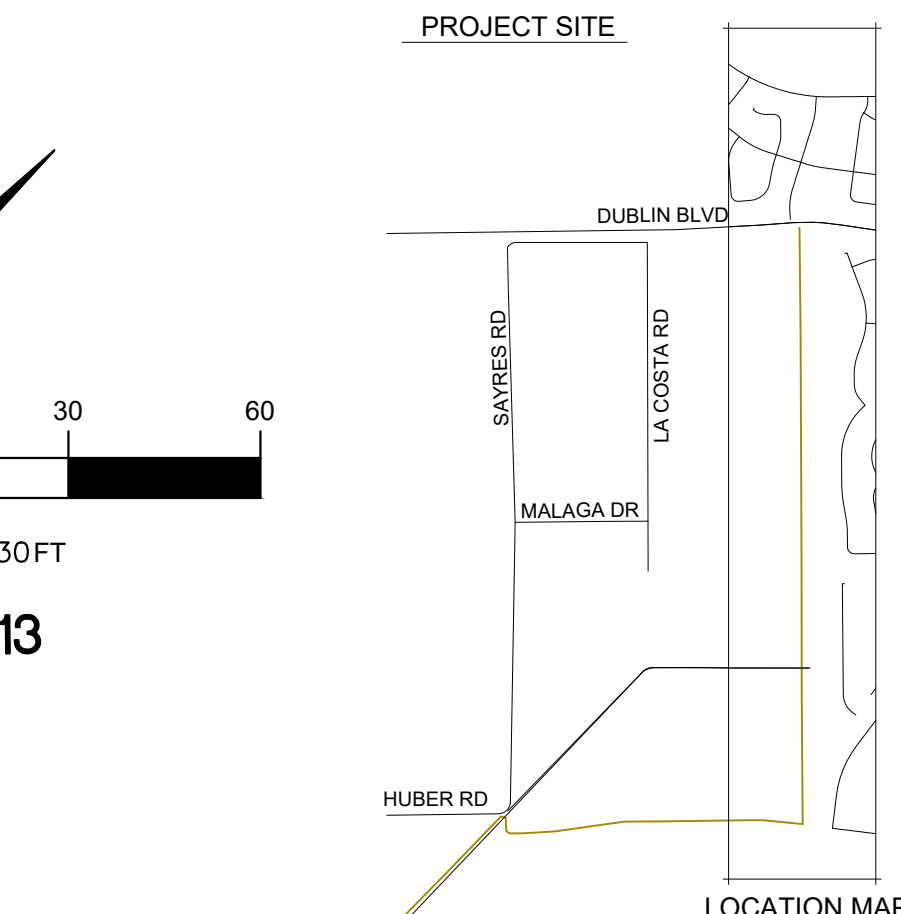 PROJECT SITE
DUBLIN BLVD
SAYRES RD
LA COSTA RD
30 60
MALAGA DR
30 FT
13
HUBER RD
LOCATION MAP